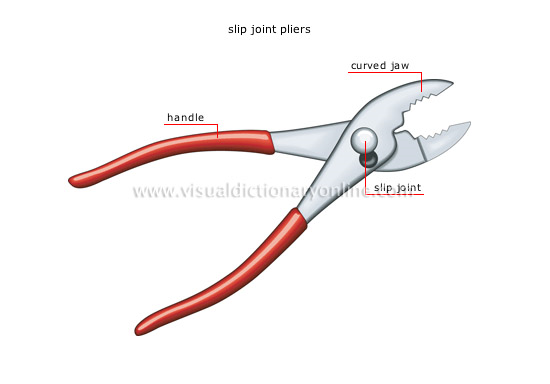 slip joint pliers
curved jaw
handle
www.visualdictionaryonline.com
slip joint